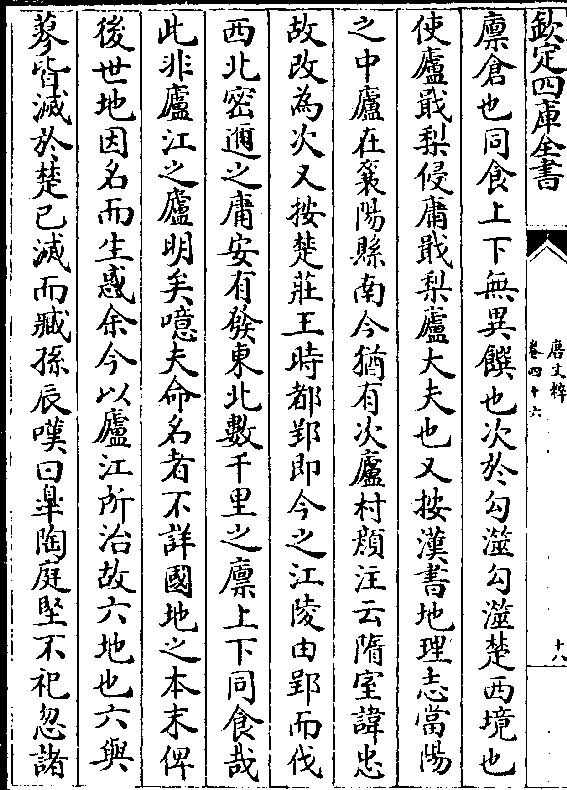 欽定四庫全書
唐文粹
卷四十六
十八
廪倉也同食上下無異饌也次於勾澨勾澨楚西境也
使廬戢梨侵庸戢梨廬大夫也又按漢書地理志當陽
之中廬在襄陽縣南今猶有次廬村頽注云隋室諱忠
故改為次又按楚莊王時都郢即今之江陵由郢而伐
西北密邇之庸安有發東北數千里之廪上下同食哉
此非廬江之廬明矣噫夫命名者不詳國地之本末俾
後世地因名而生惑余今以廬江所治故六地也六與
蓼皆滅於楚已滅而臧孫辰嘆曰臯陶庭堅不祀忽諸